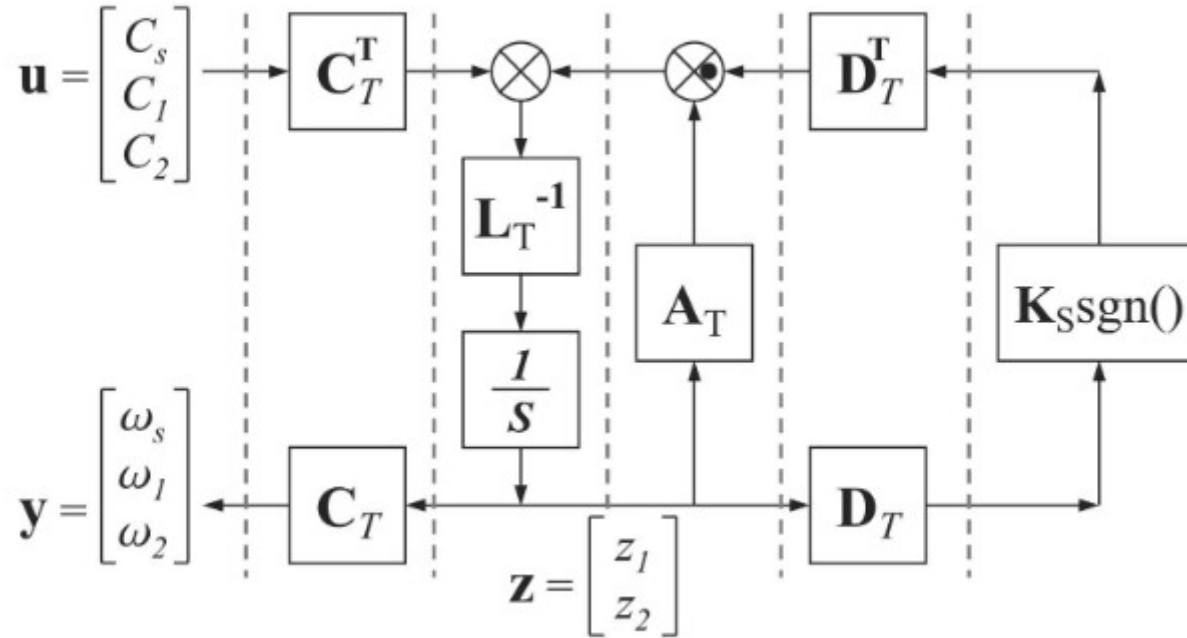 u = [C_s C_1 C_2]
C_T^T
D_T^T
L_T^-1
A_T
K_S sgn()
1/S
y = [ω_s ω_1 ω_2]
C_T
D_T
z = [z_1 z_2]